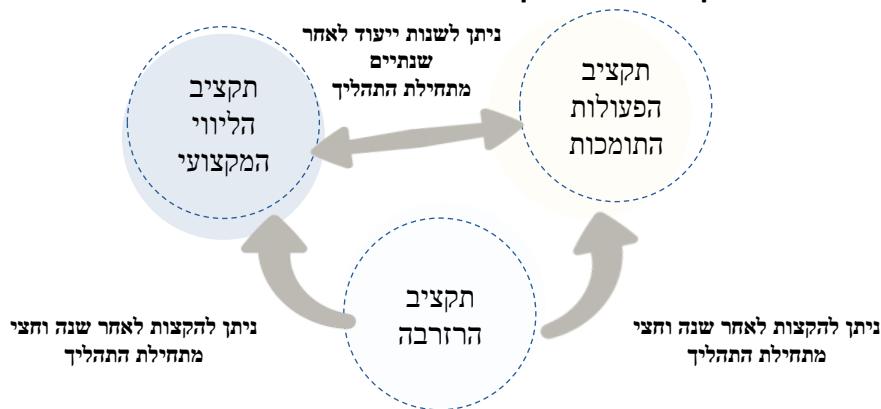 ניתן לשנות ייעוד לאחר
שנתיים
מתחילת התהליך
תקציב
הפעולות
התומכות
תקציב
הליווי
המקצועי
תקציב
הרזרבה
ניתן להקצות לאחר שנה וחצי
מתחילת התהליך
ניתן להקצות לאחר שנה וחצי
מתחילת התהליך